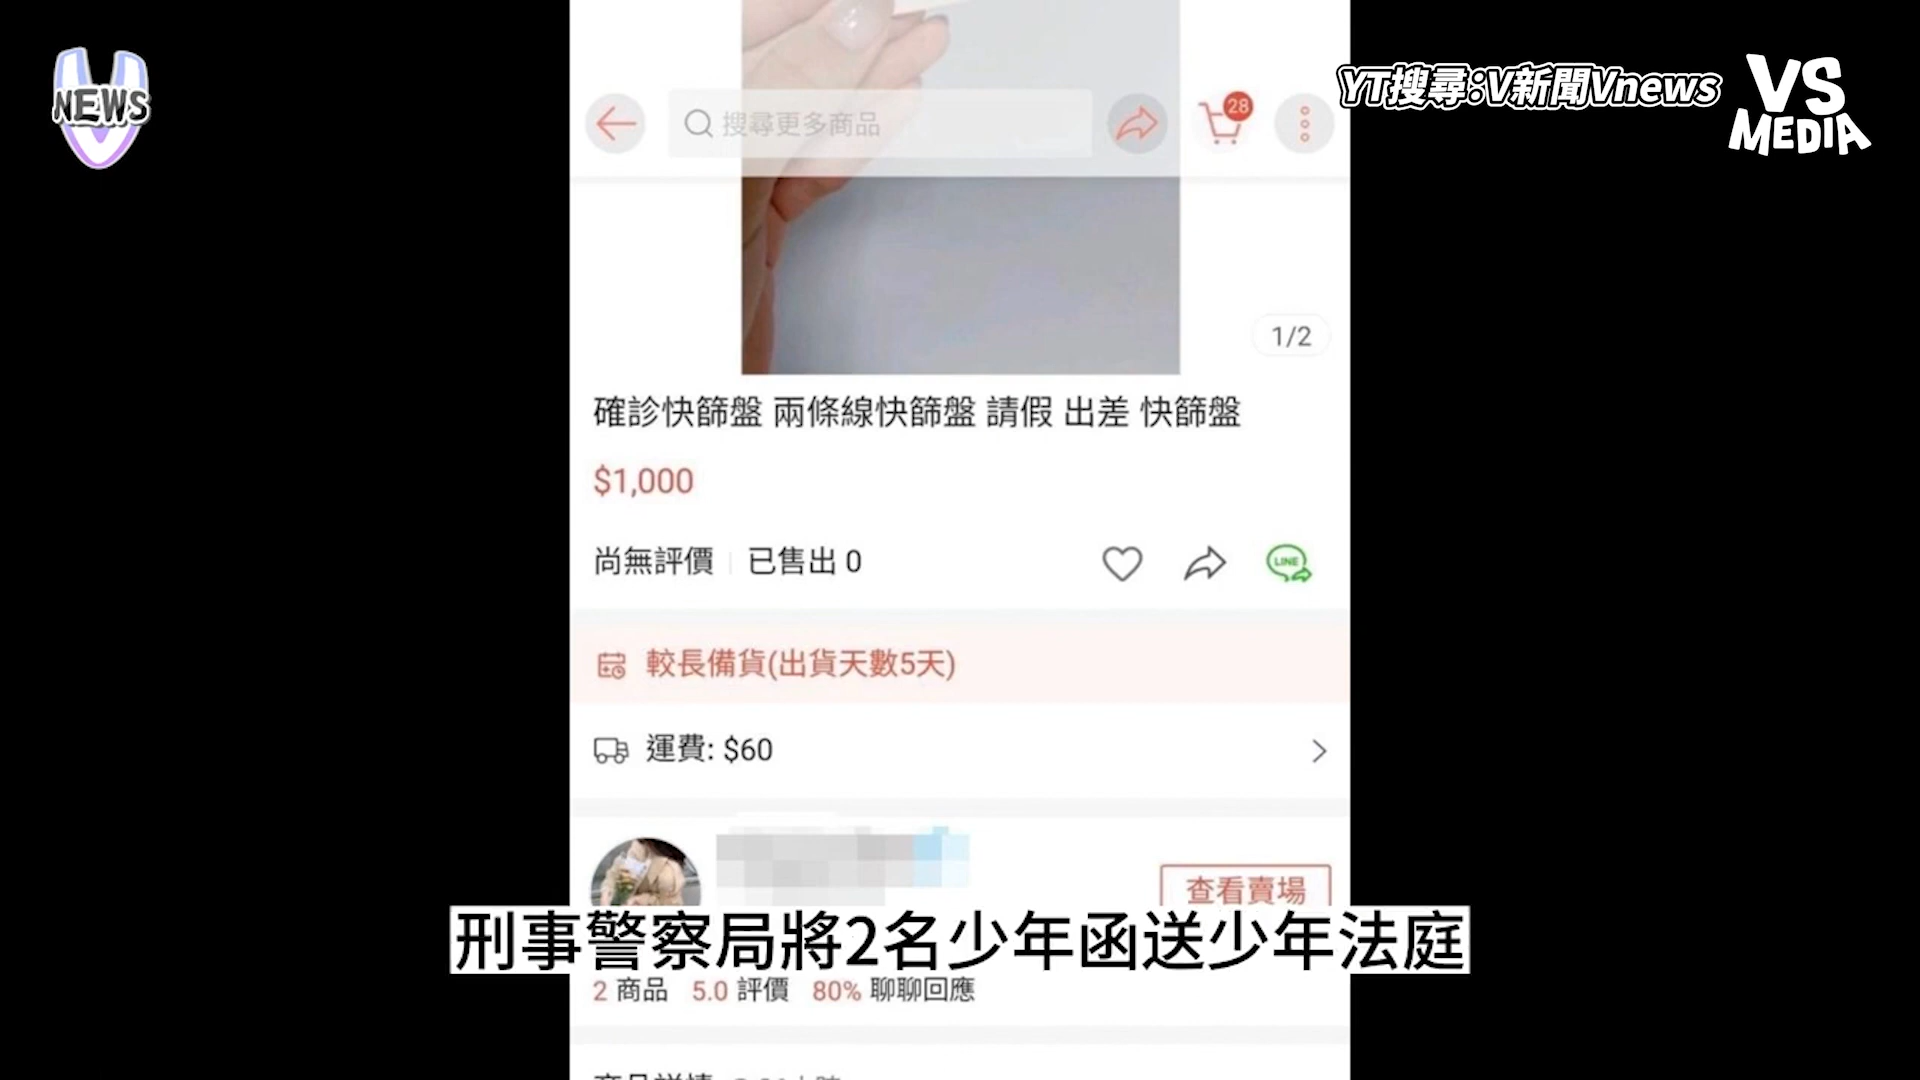 NEWS
YT搜尋:V新聞Vnews
VS
MEDIA
搜尋更多商品
28
1/2
確診快篩盤 兩條線快篩盤 請假 出差 快篩盤
$1,000
尚無評價
已售出 0
LINE
較長備貨(出貨天數5天)
運費: $60
查看賣場
刑事警察局將2名少年函送少年法庭
2 商品 5.0 評價 80% 聊聊回應